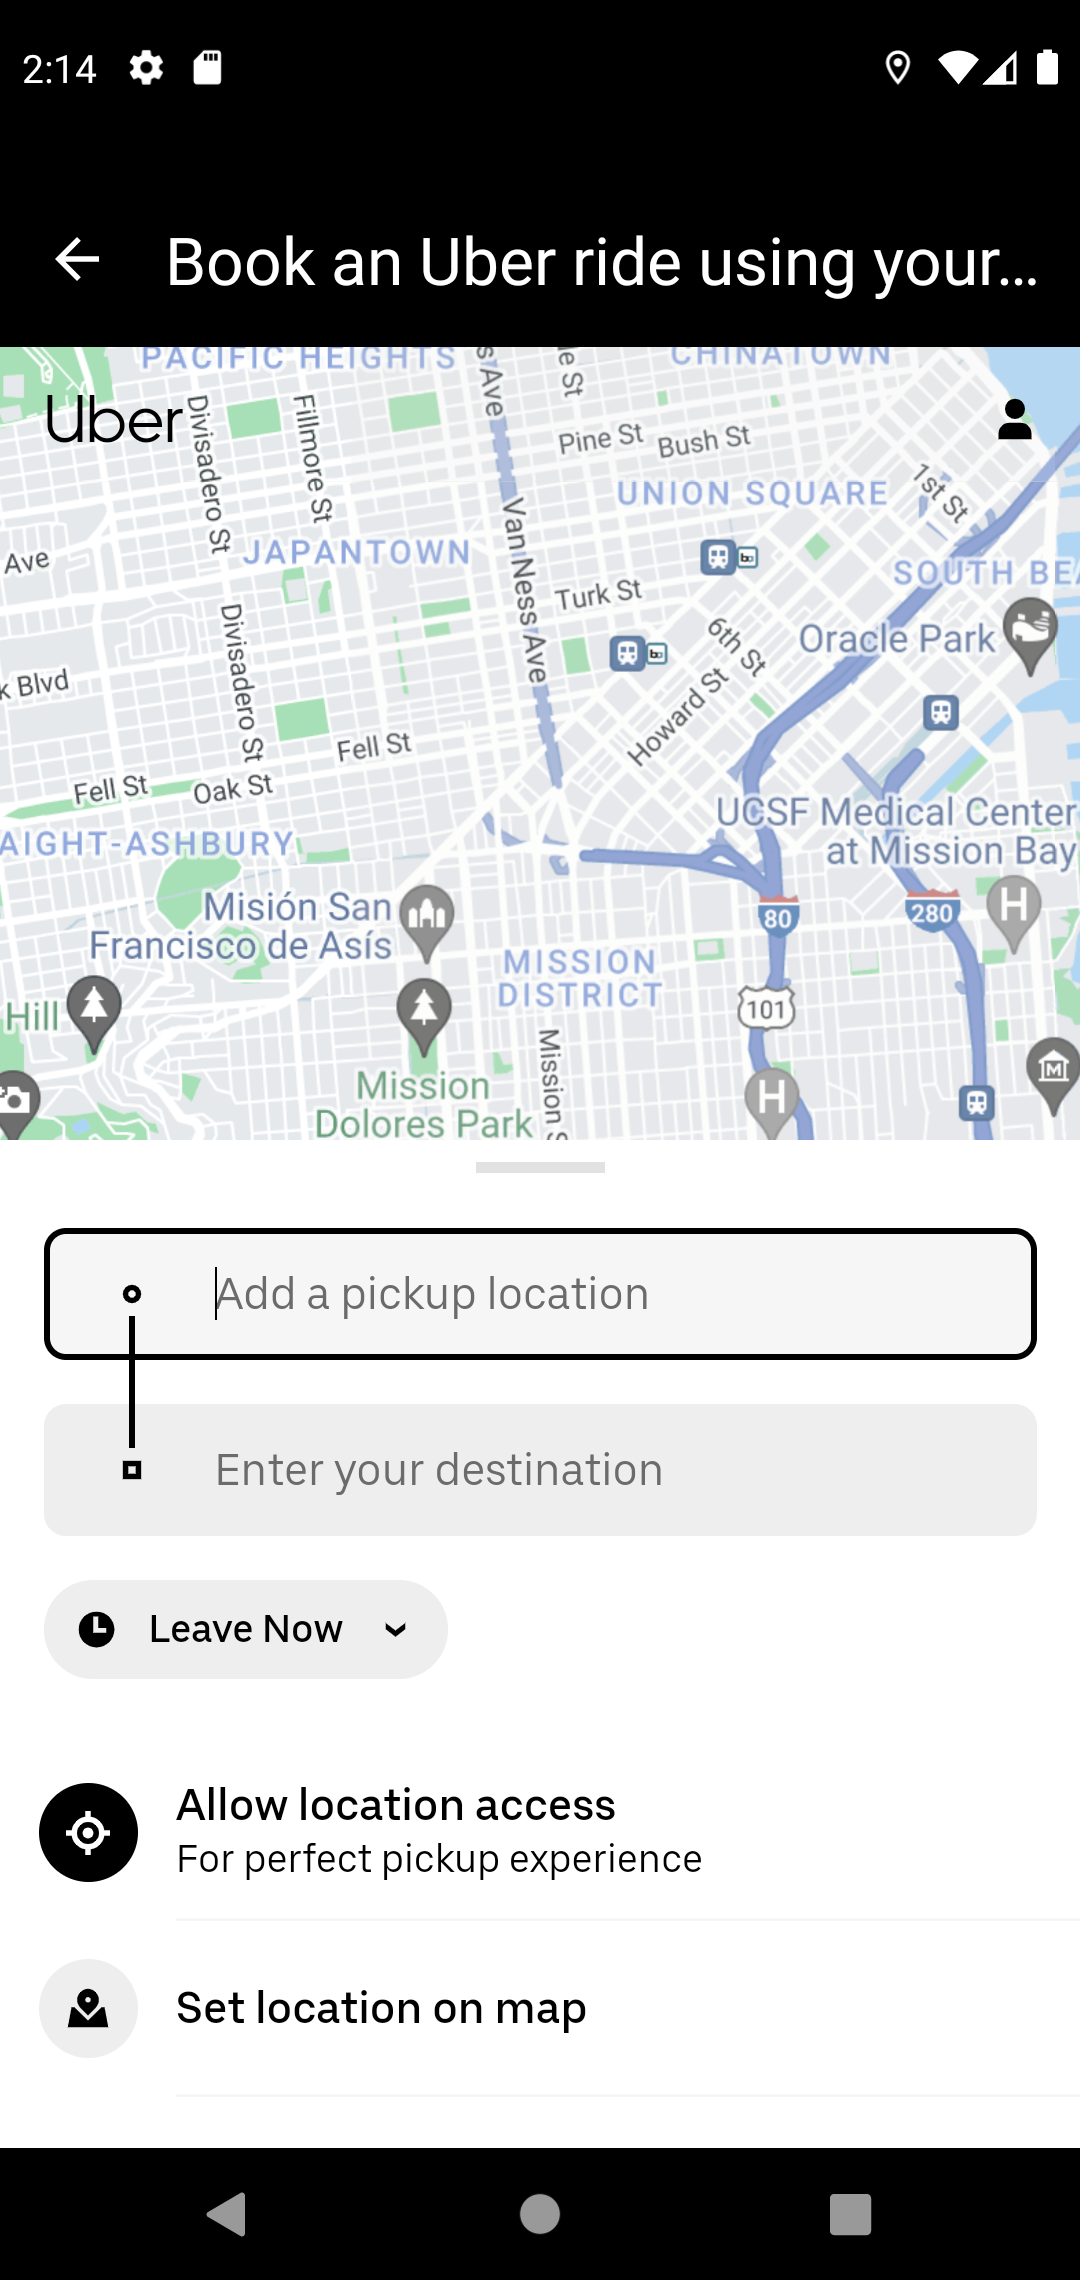 2:14
Book an Uber ride using your...
PACIFIC HEIGHTS
s Ave
le St
CHINATOWN
Uber
Divisadero St
Fillmore St
Pine St
Bush St
1st St
UNION SQUARE
Ave
JAPANTOWN
Van Ness Ave
bo
SOUTH BEA
Turk St
Divisadero St
6th St
Oracle Park
bo
k Blvd
Howard St
Fell St
Fell St
Oak St
UCSF Medical Center
at Mission Bay
AIGHT-ASHBURY
Misión San
Francisco de Asís
80
280
H
MISSION
DISTRICT
Hill
101
Mission S
M
Mission
Dolores Park
H
Add a pickup location
Enter your destination
Leave Now
Allow location access
For perfect pickup experience
Set location on map